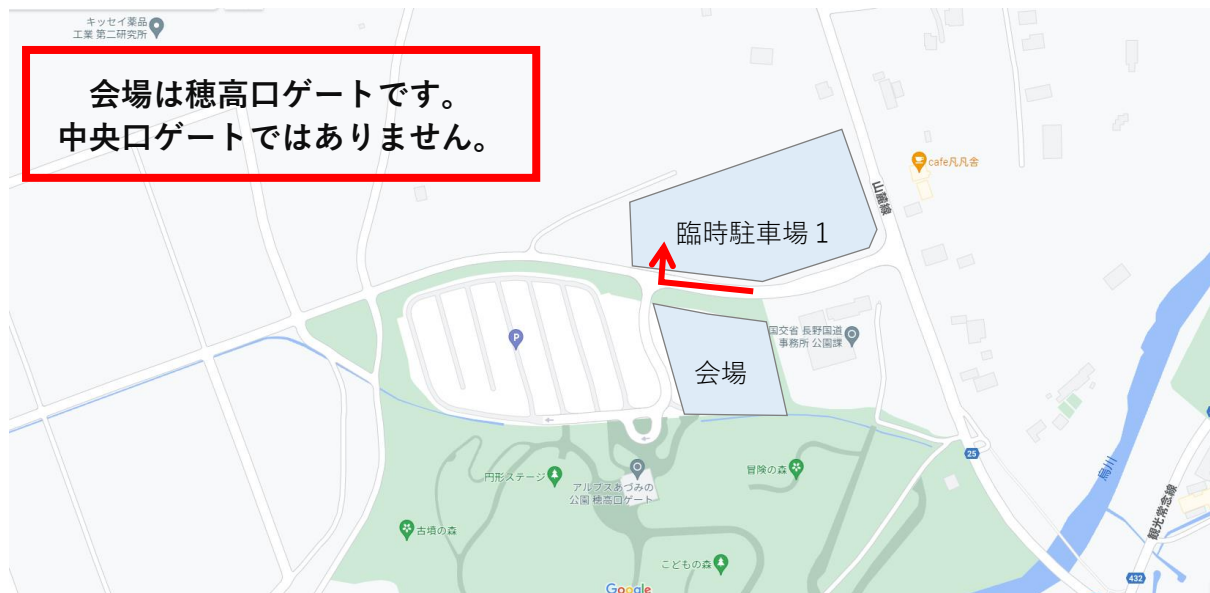 キッセイ薬品
工業 第二研究所
会場は穂高口ゲートです。
中央口ゲートではありません。
cafe凡凡舎
山麓線
臨時駐車場1
P
国交省 長野国道
事務所 公園課
会場
25
烏川
円形ステージ
アルプスあづみの
公園 穂高口ゲート
冒険の森
観光常念線
古墳の森
こどもの森
432
Google